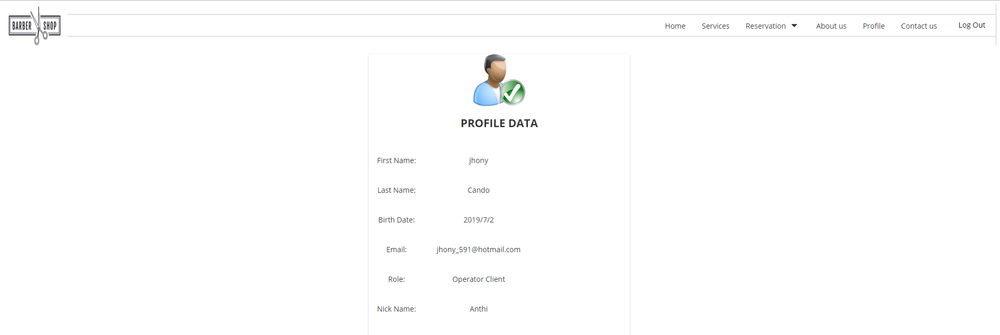 BARBER SHOP
Home Services Reservation About us Profile Contact us Log Out
PROFILE DATA
First Name: jhony
Last Name: Cando
Birth Date: 2019/7/2
Email: jhony_591@hotmail.com
Role: Operator Client
Nick Name: Anthi